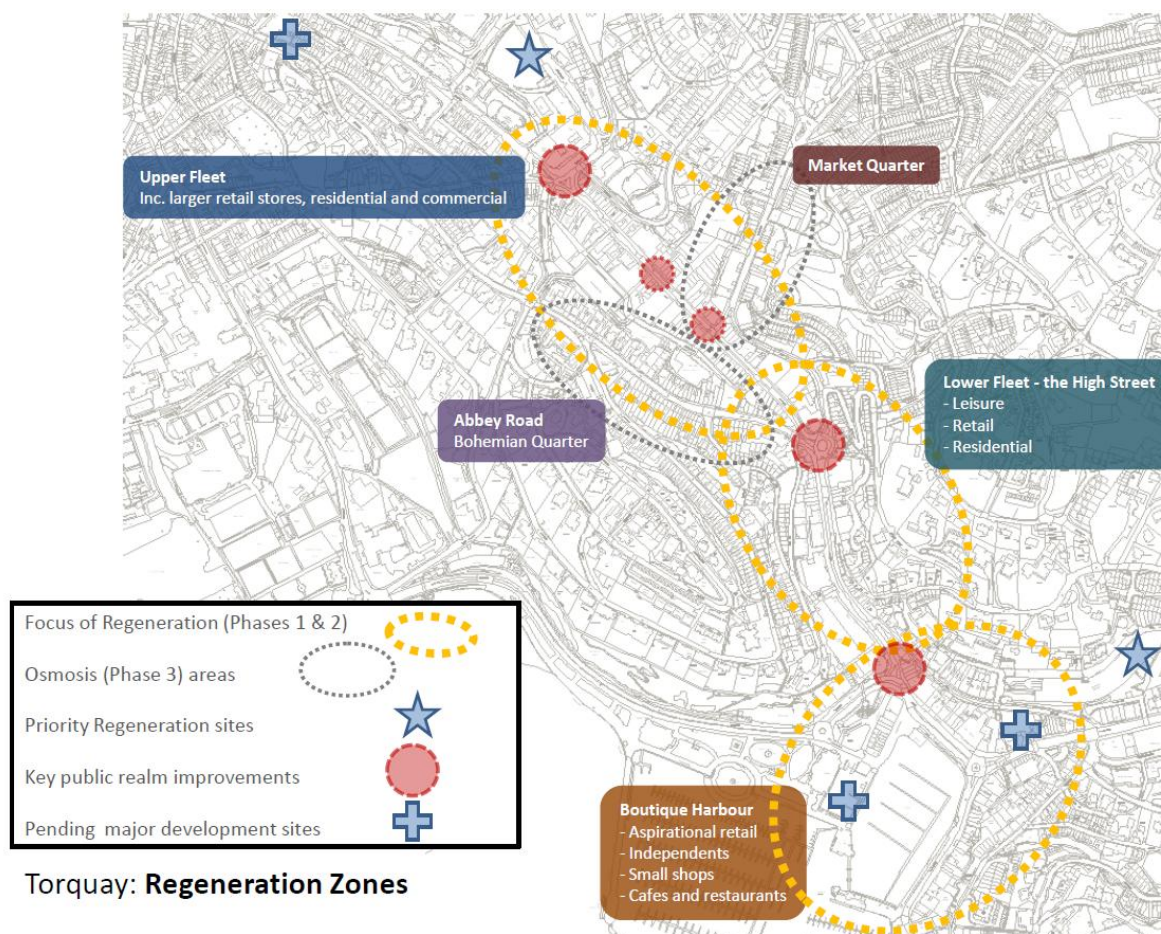 Upper Fleet
Inc. larger retail stores, residential and commercial
Market Quarter
Abbey Road
Bohemian Quarter
Lower Fleet - the High Street
- Leisure
- Retail
- Residential
Boutique Harbour
- Aspirational retail
- Independents
- Small shops
- Cafes and restaurants
Focus of Regeneration (Phases 1 & 2)
Osmosis (Phase 3) areas
Priority Regeneration sites
Key public realm improvements
Pending major development sites
Torquay: Regeneration Zones